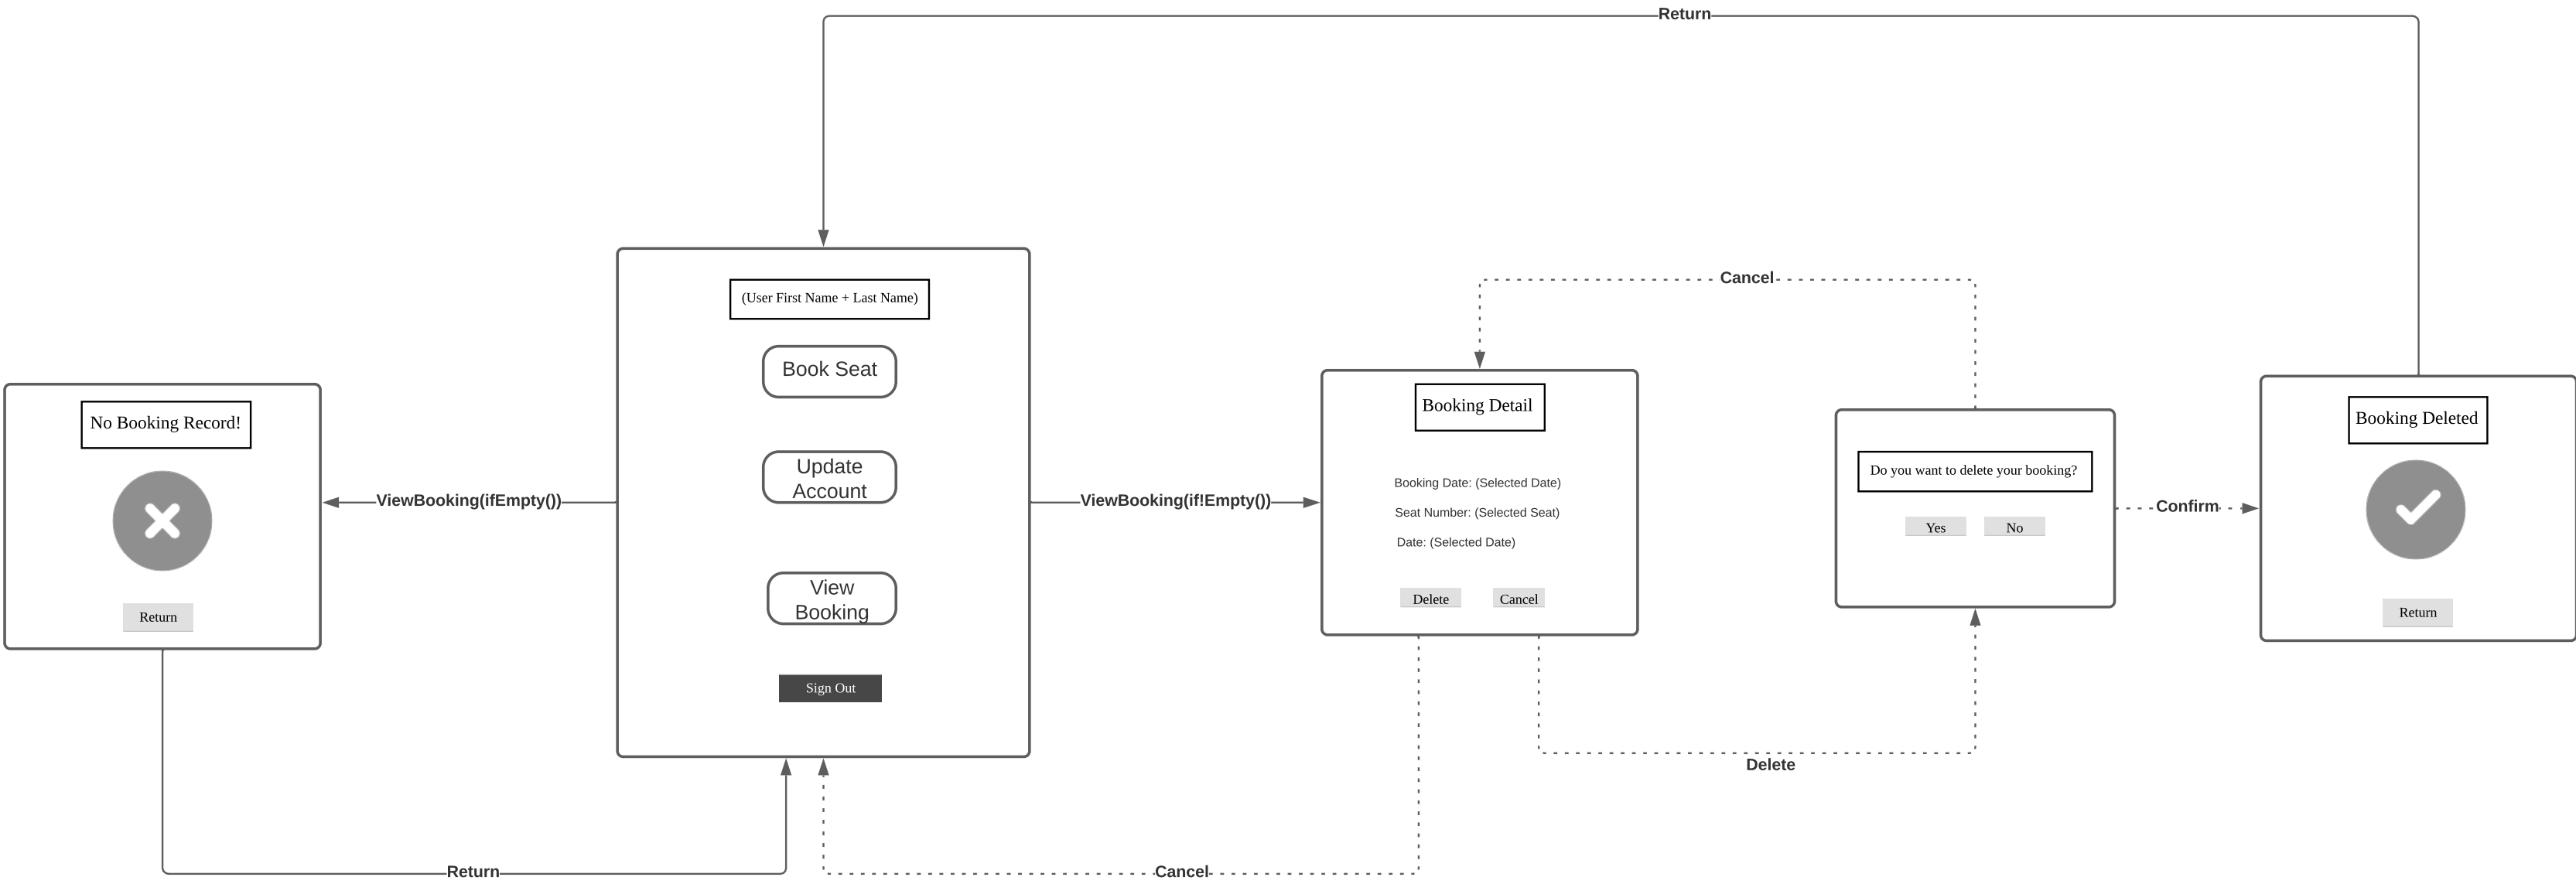 Return
(User First Name + Last Name)
Book Seat
Update
Account
View
Booking
Sign Out
No Booking Record!
Return
ViewBooking(ifEmpty())
ViewBooking(if!Empty())
Return
Booking Detail
Booking Date: (Selected Date)
Seat Number: (Selected Seat)
Date: (Selected Date)
Delete
Cancel
Cancel
Cancel
Delete
Do you want to delete your booking?
Yes
No
Confirm
Booking Deleted
Return